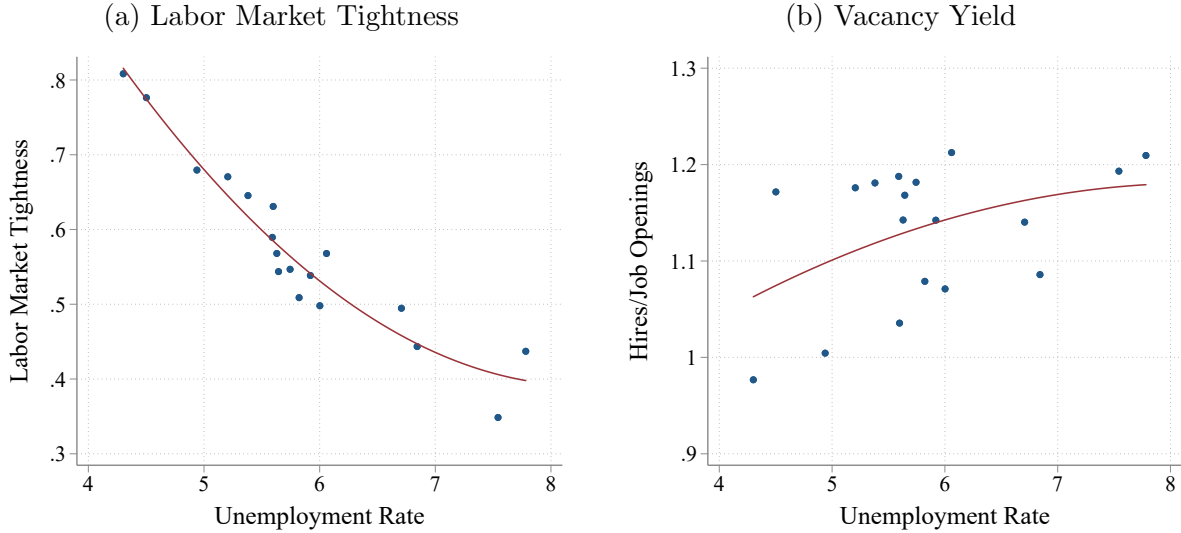 (a) Labor Market Tightness
Labor Market Tightness
.8
.7
.6
.5
.4
.3
4 5 6 7 8
Unemployment Rate
(b) Vacancy Yield
Hires/Job Openings
1.3
1.2
1.1
1
.9
4 5 6 7 8
Unemployment Rate